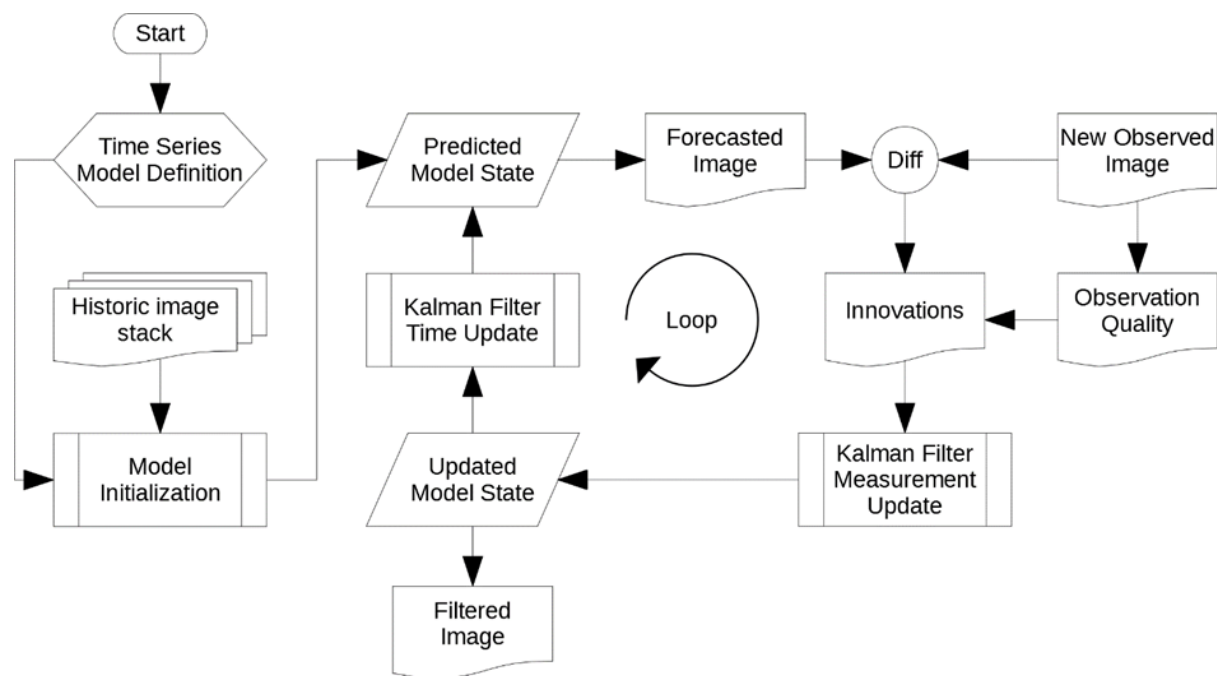 Start
Time Series
Model Definition
Predicted
Model State
Forecasted
Image
Diff
New Observed
Image
Historic image
stack
Kalman Filter
Time Update
Loop
Innovations
Observation
Quality
Model
Initialization
Updated
Model State
Kalman Filter
Measurement
Update
Filtered
Image